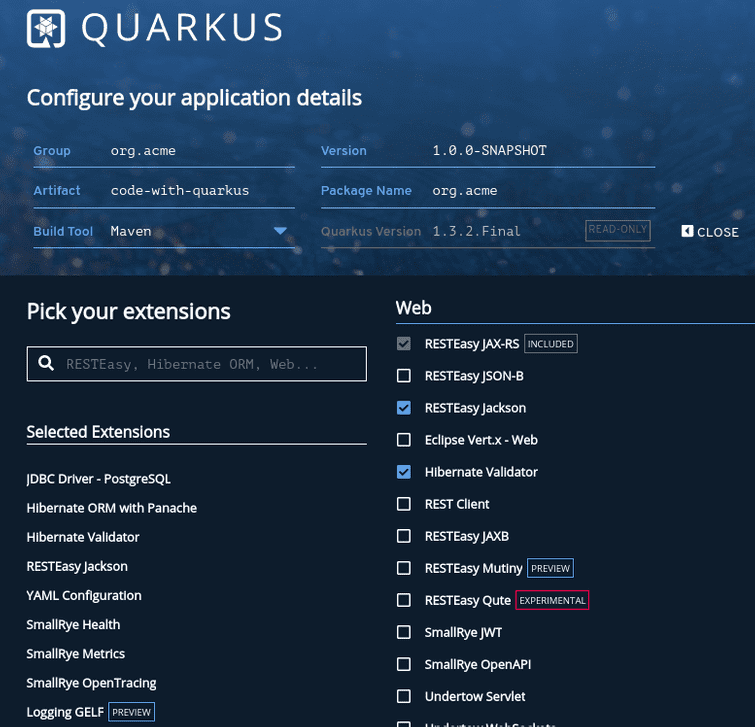 QUARKUS
Configure your application details
Group org.acme
Version 1.0.0-SNAPSHOT
Artifact code-with-quarkus
Package Name org.acme
Build Tool Maven
Quarkus Version 1.3.2.Final READ-ONLY
CLOSE
Pick your extensions
RESTEasy, Hibernate ORM, Web...
Selected Extensions
JDBC Driver - PostgreSQL
Hibernate ORM with Panache
Hibernate Validator
RESTEasy Jackson
YAML Configuration
SmallRye Health
SmallRye Metrics
SmallRye OpenTracing
Logging GELF PREVIEW
Web
RESTEasy JAX-RS INCLUDED
RESTEasy JSON-B
RESTEasy Jackson
Eclipse Vert.x - Web
Hibernate Validator
REST Client
RESTEasy JAXB
RESTEasy Mutiny PREVIEW
RESTEasy Qute EXPERIMENTAL
SmallRye JWT
SmallRye OpenAPI
Undertow Servlet
Undertow WebSockets